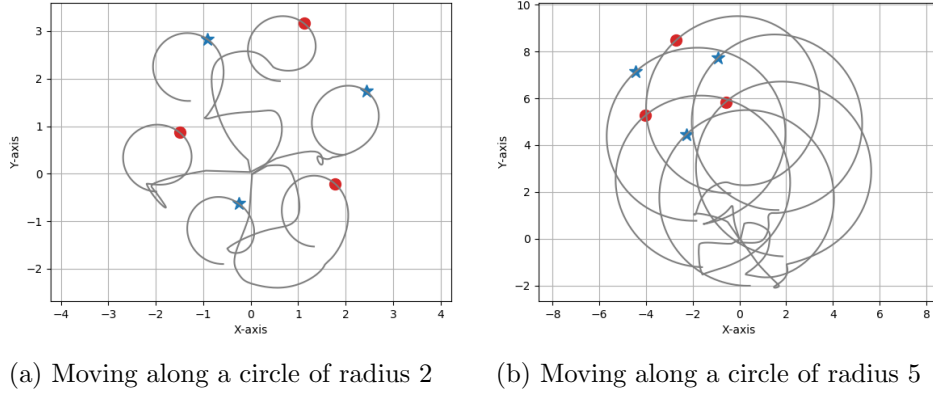 3
2
1
0
−1
−2
Y-axis
−4 −3 −2 −1 0 1 2 3 4
X-axis
10
8
6
4
2
0
−2
Y-axis
−8 −6 −4 −2 0 2 4 6 8
X-axis
(a) Moving along a circle of radius 2
(b) Moving along a circle of radius 5